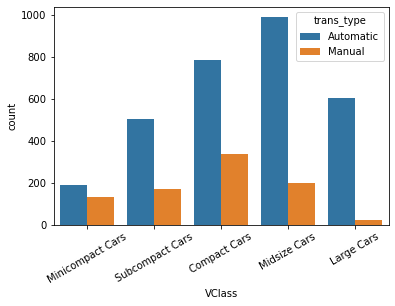 1000
800
600
400
200
0
count
trans_type
Automatic
Manual
Minicompact Cars
Subcompact Cars
Compact Cars
Midsize Cars
Large Cars
VClass